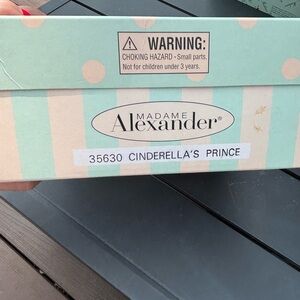 ⚠ WARNING:
CHOKING HAZARD - Small parts.
Not for children under 3 years.
MADAME
Alexander®
35630 CINDERELLA'S PRINCE